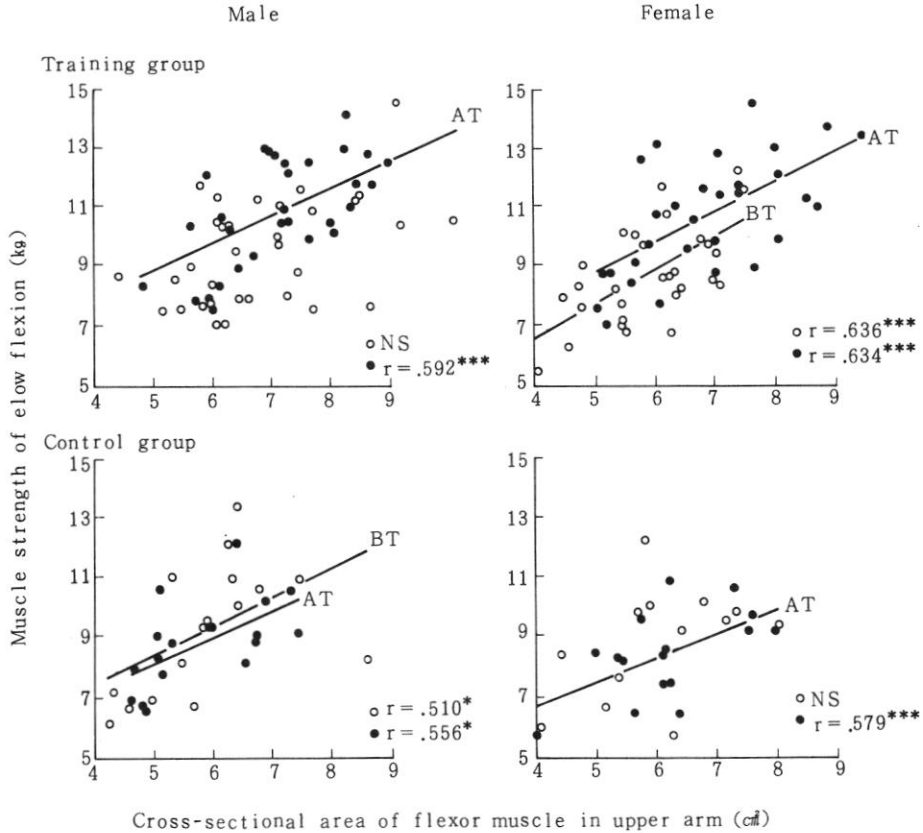 Male
Female
Training group
15
13
11
9
7
5
4 5 6 7 8 9
AT
NS
r = .592***
15
13
11
9
7
5
4 5 6 7 8 9
AT
BT
r = .636***
r = .634***
Muscle strength of elow flexion (kg)
Control group
15
13
11
9
7
5
4 5 6 7 8 9
BT
AT
r = .510*
r = .556*
15
13
11
9
7
5
4 5 6 7 8 9
AT
NS
r = .579***
Cross-sectional area of flexor muscle in upper arm (c㎡)